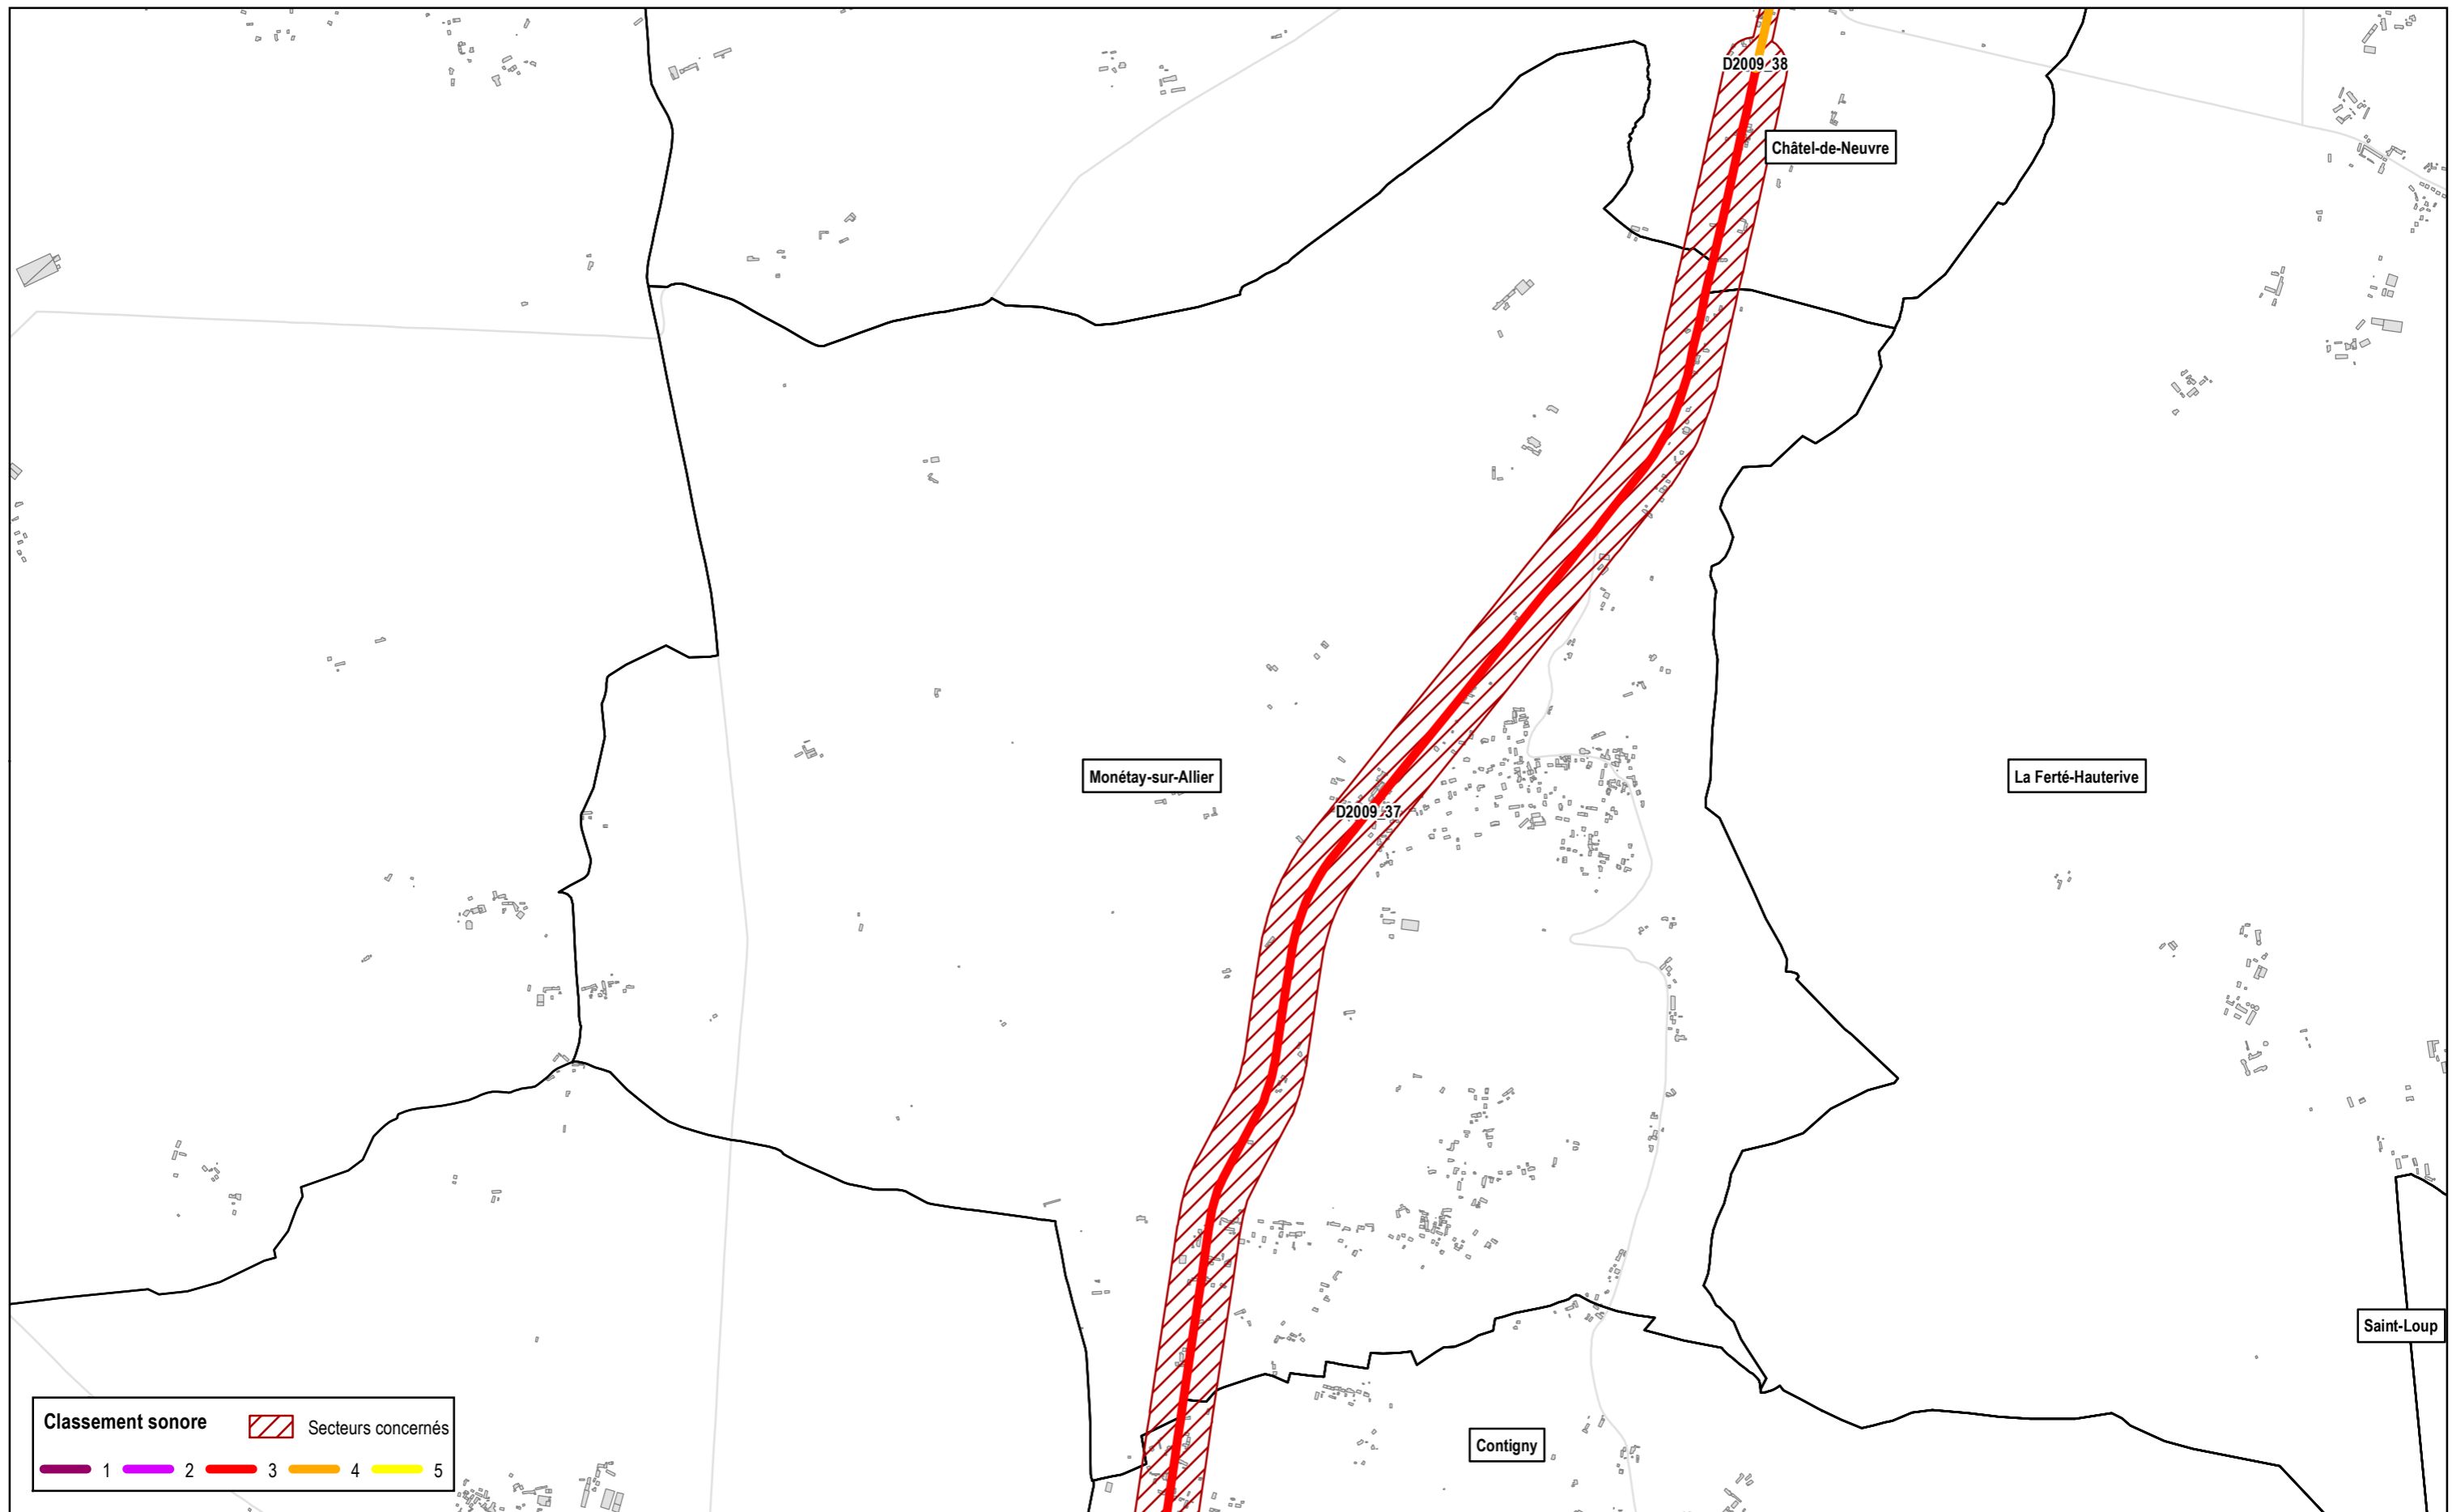 D2009_38
Châtel-de-Neuvre
Monétay-sur-Allier
La Ferté-Hauterive
D2009_37
Saint-Loup
Contigny
Classement sonore
Secteurs concernés
1 2 3 4 5